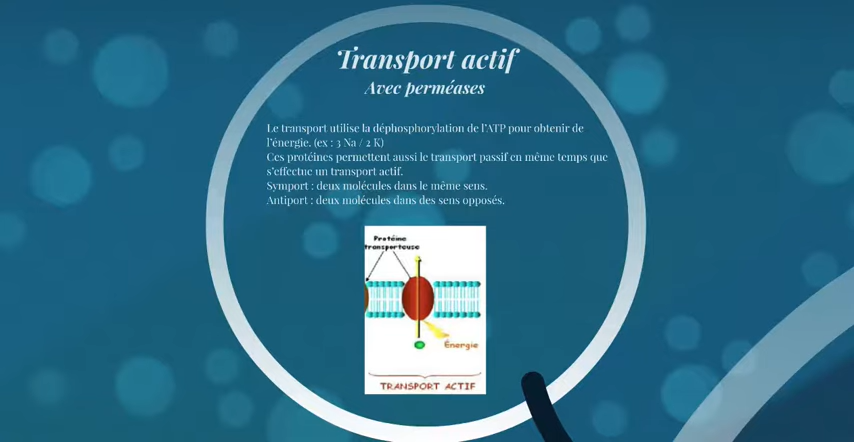 Transport actif
Avec perméases
Le transport utilise la déphosphorylation de l'ATP pour obtenir de
l'énergie. (ex : 3 Na / 2 K)
Ces protéines permettent aussi le transport passif en même temps que
s'effectue un transport actif.
Symport : deux molécules dans le même sens.
Antiport : deux molécules dans des sens opposés.
Protéine
transporteuse
Énergie
TRANSPORT ACTIF